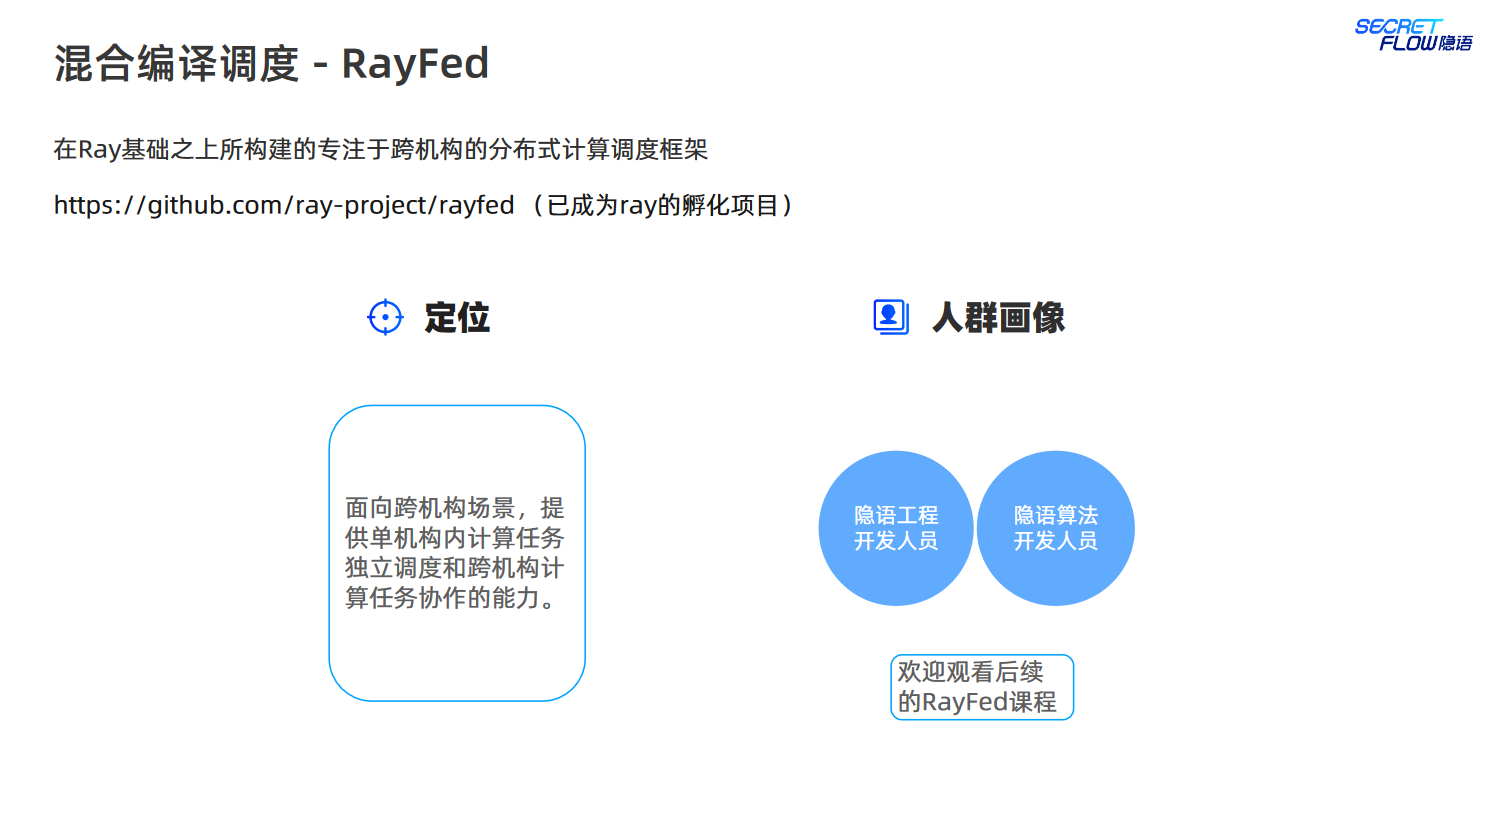 SECRET
FLOW隐语
混合编译调度 - RayFed
在Ray基础之上所构建的专注于跨机构的分布式计算调度框架
https://github.com/ray-project/rayfed （已成为ray的孵化项目）
定位
面向跨机构场景，提
供单机构内计算任务
独立调度和跨机构计
算任务协作的能力。
人群画像
隐语工程
开发人员
隐语算法
开发人员
欢迎观看后续
的RayFed课程